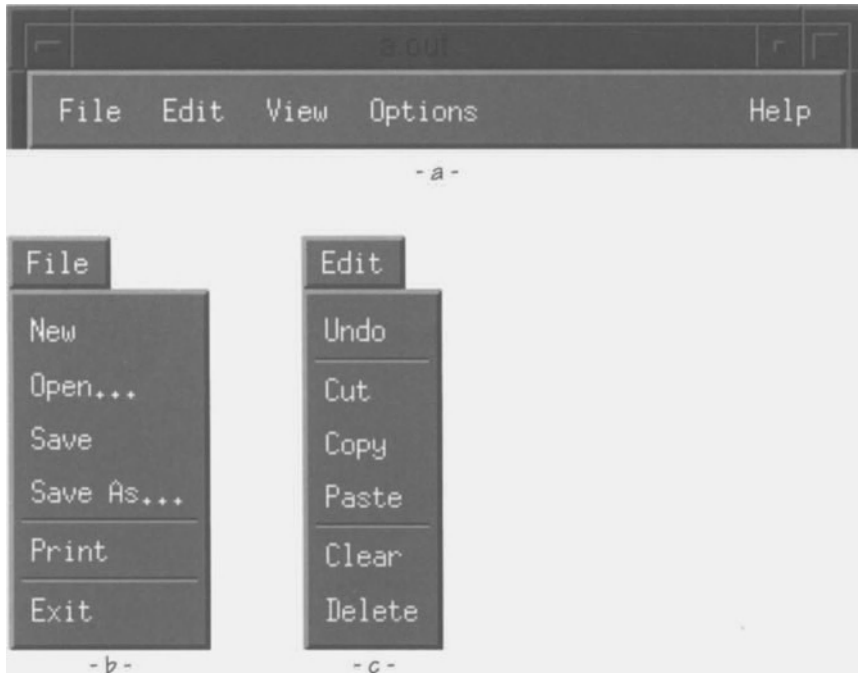 a.out
File Edit View Options Help
- a -
File
New
Open...
Save
Save As...
Print
Exit
- b -
Edit
Undo
Cut
Copy
Paste
Clear
Delete
- c -